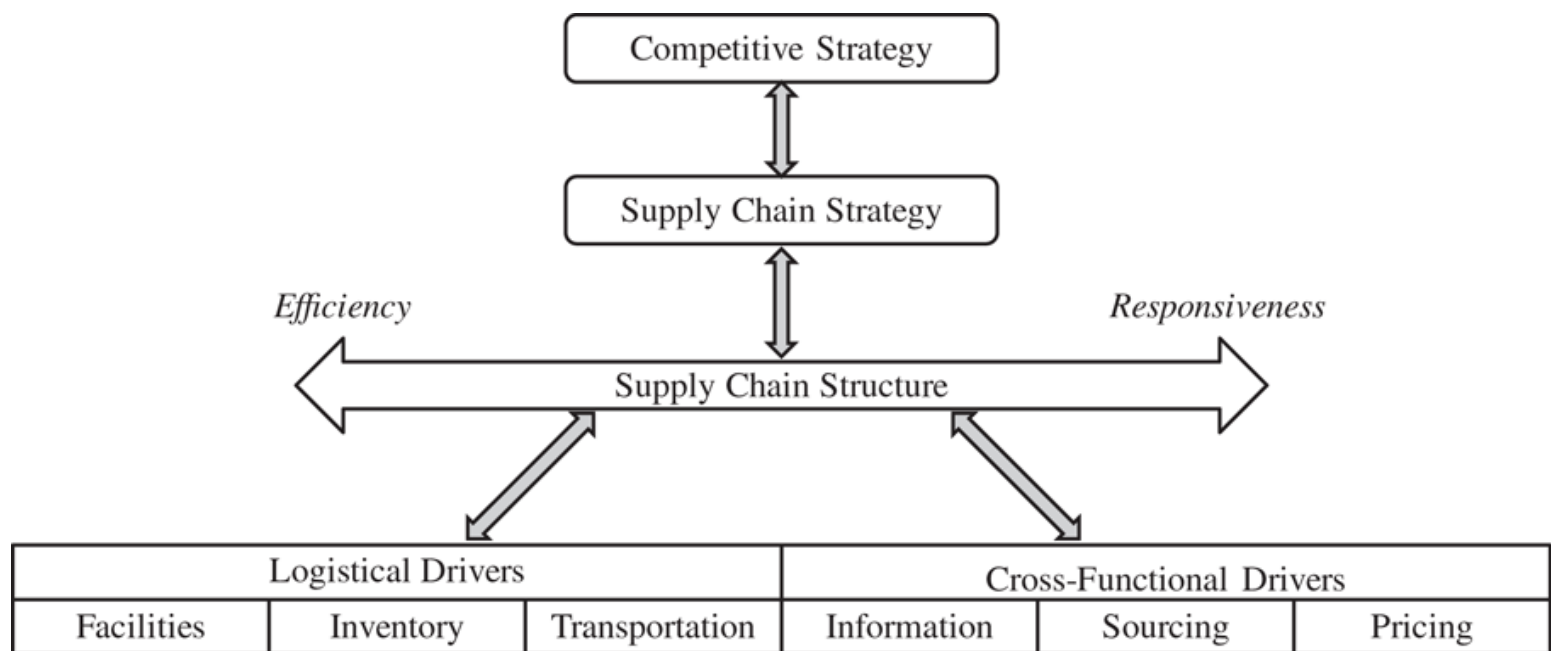 Competitive Strategy
Supply Chain Strategy
Efficiency
Responsiveness
Supply Chain Structure
Logistical Drivers
Cross-Functional Drivers
Facilities
Inventory
Transportation
Information
Sourcing
Pricing